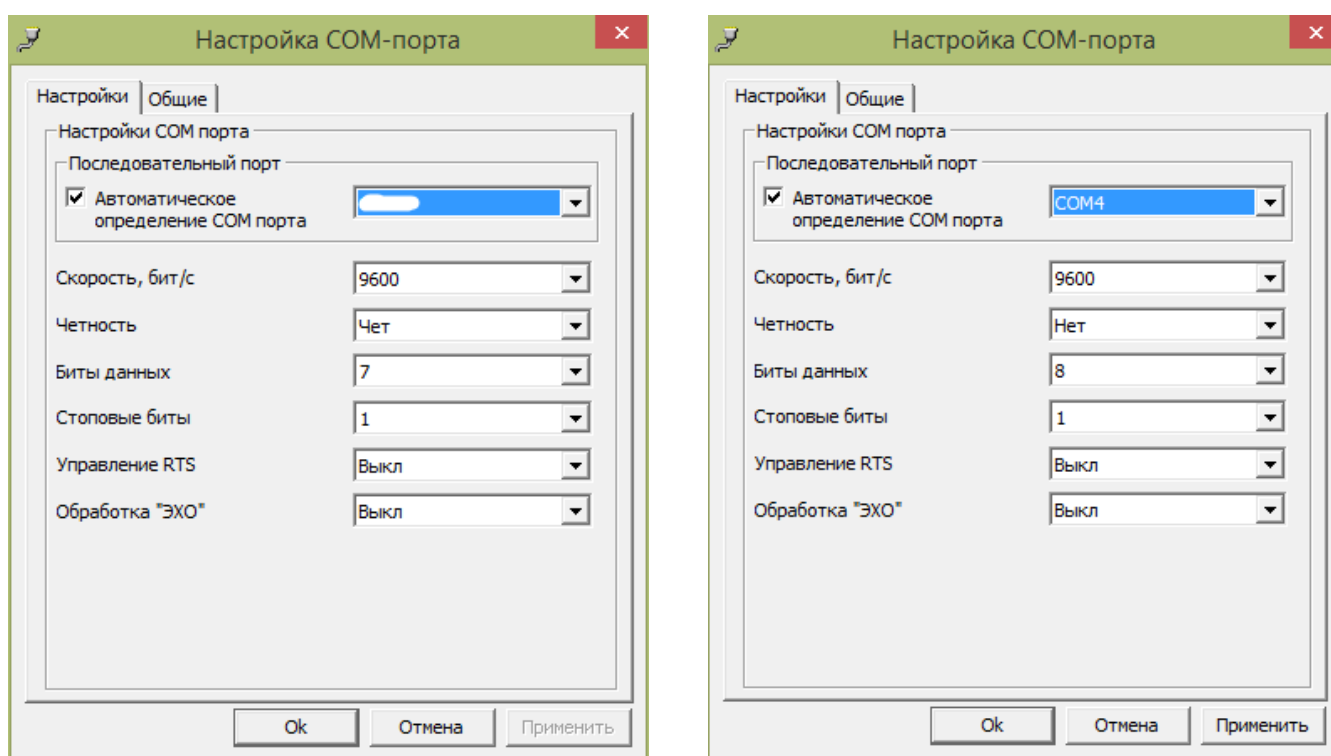 Настройка COM-порта
Настройки
Общие
Настройки COM порта
Последовательный порт
Автоматическое
определение COM порта
Скорость, бит/с
9600
Четность
Чет
Биты данных
7
Стоповые биты
1
Управление RTS
Выкл
Обработка "ЭХО"
Выкл
Ok
Отмена
Применить
Настройка COM-порта
Настройки
Общие
Настройки COM порта
Последовательный порт
Автоматическое
определение COM порта
COM4
Скорость, бит/с
9600
Четность
Нет
Биты данных
8
Стоповые биты
1
Управление RTS
Выкл
Обработка "ЭХО"
Выкл
Ok
Отмена
Применить